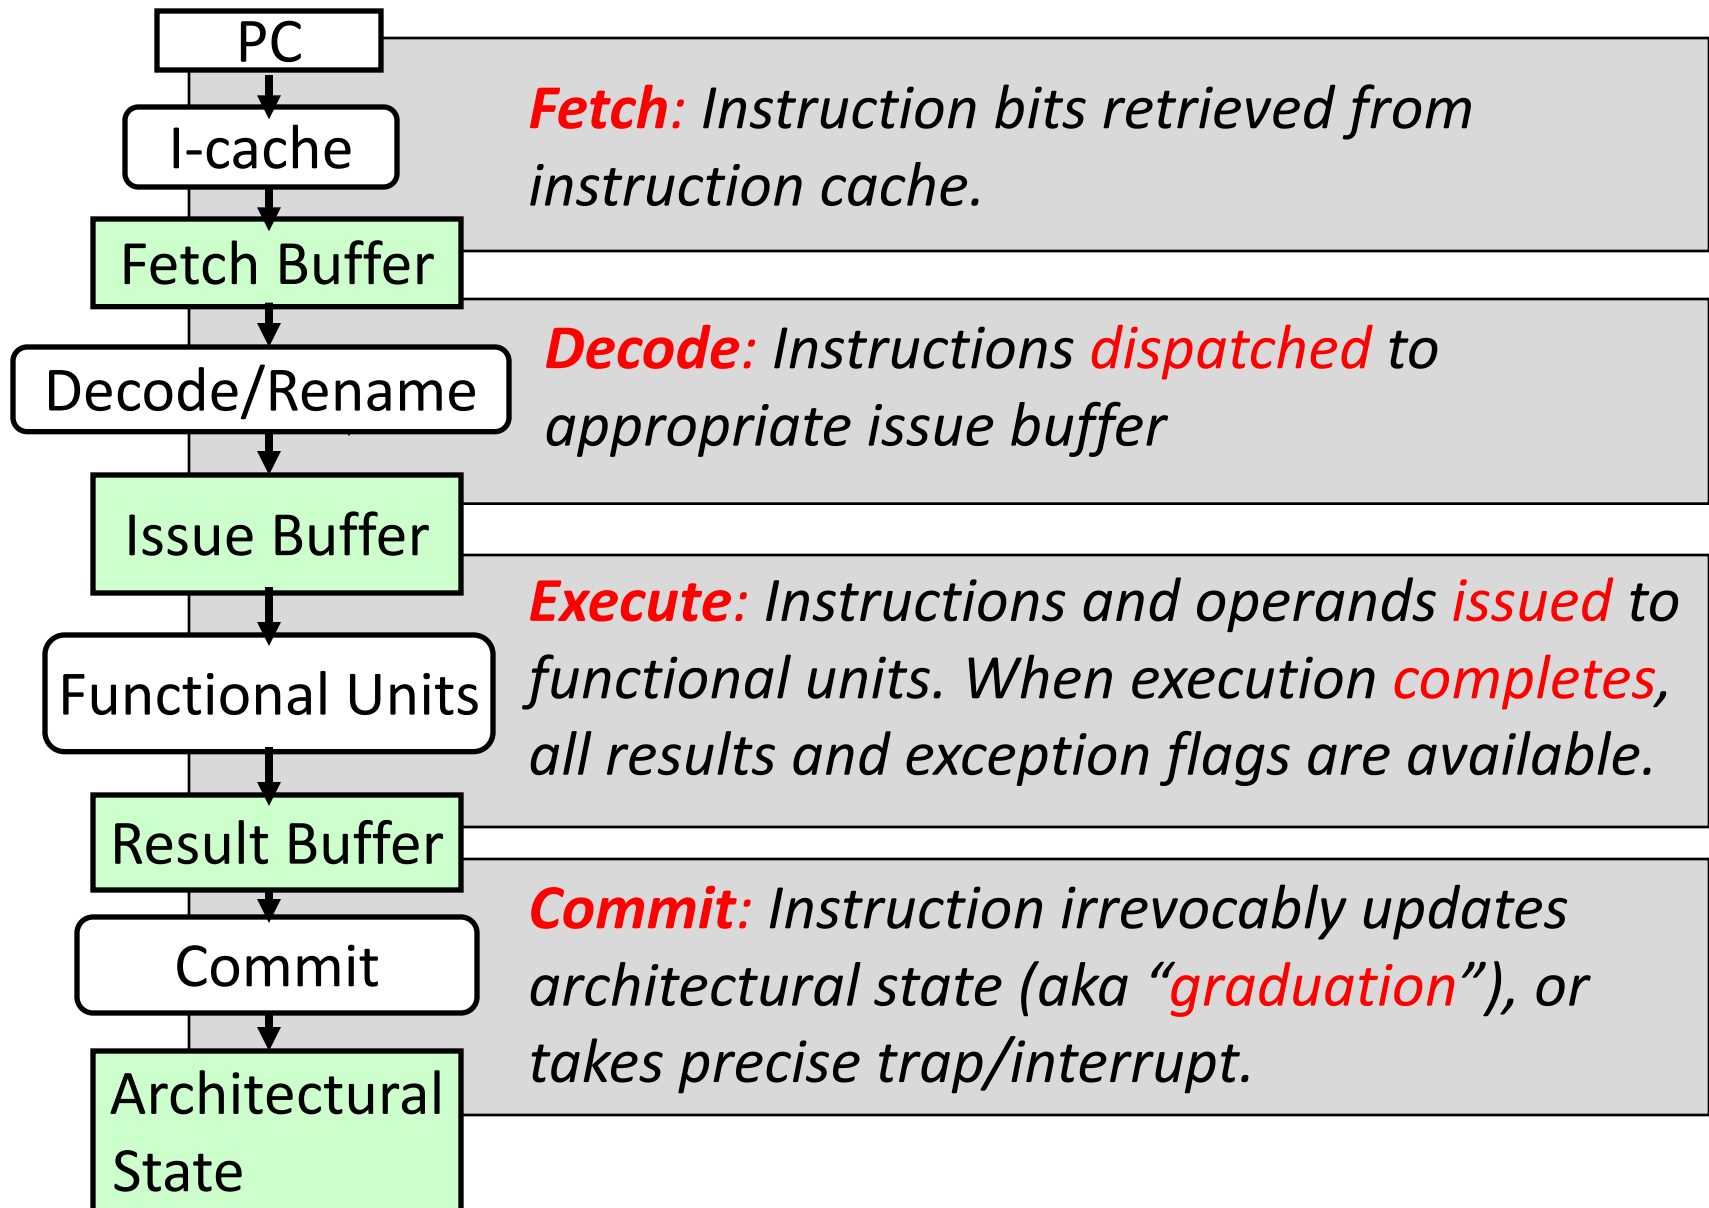 PC
I-cache
Fetch: Instruction bits retrieved from
instruction cache.
Fetch Buffer
Decode/Rename
Decode: Instructions dispatched to
appropriate issue buffer
Issue Buffer
Functional Units
Execute: Instructions and operands issued to
functional units. When execution completes,
all results and exception flags are available.
Result Buffer
Commit
Commit: Instruction irrevocably updates
architectural state (aka “graduation”), or
takes precise trap/interrupt.
Architectural
State